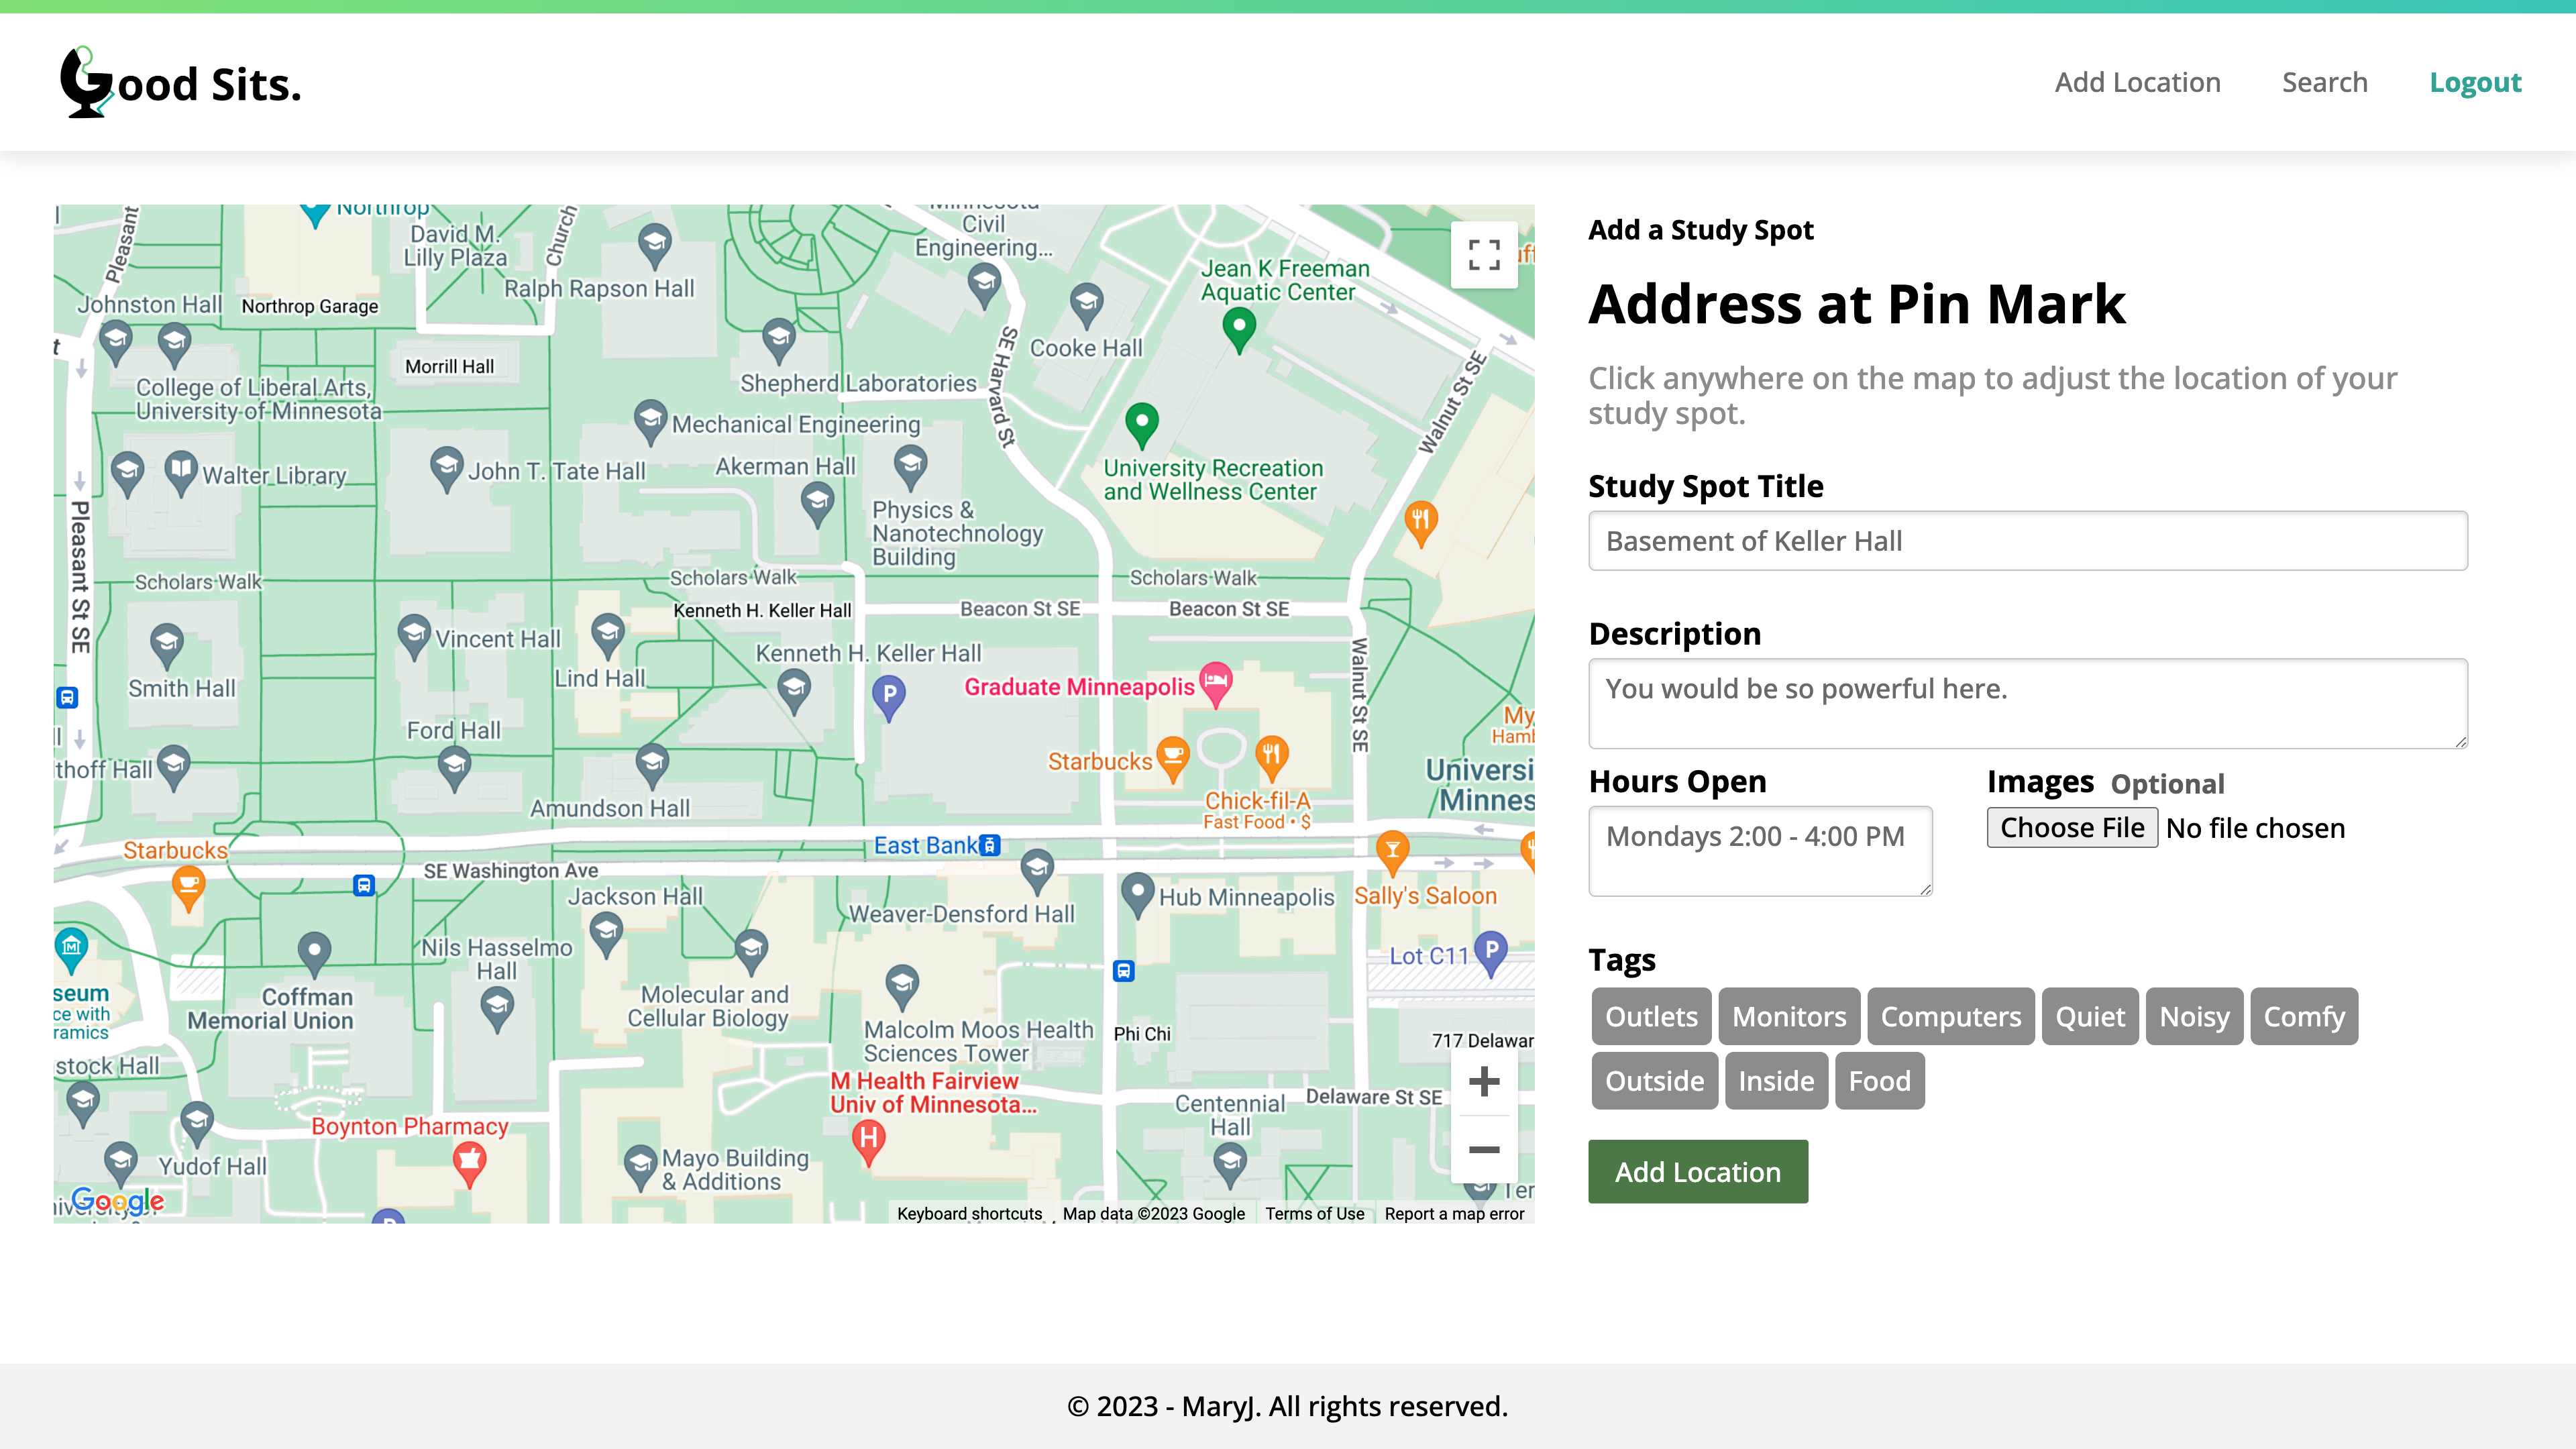 Good Sits.
Add Location
Search
Logout
Northrop
David M.
Lilly Plaza
Church
Pleasant
Civil
Engineering...
Ralph Rapson Hall
Jean K Freeman
Aquatic Center
Johnston Hall
Northrop Garage
SE Harvard St
Cooke Hall
Walnut St SE
Morrill Hall
College of Liberal Arts,
University of Minnesota
Shepherd Laboratories
Mechanical Engineering
Walter Library
John T. Tate Hall
Akerman Hall
University Recreation
and Wellness Center
Physics &
Nanotechnology
Building
Pleasant St SE
Scholars Walk
Scholars Walk
Scholars Walk
Kenneth H. Keller Hall
Beacon St SE
Beacon St SE
Vincent Hall
Kenneth H. Keller Hall
Lind Hall
Smith Hall
P
Graduate Minneapolis
Walnut St SE
Ford Hall
My
Ham
Starbucks
thoff Hall
Universi
Minnes
Amundson Hall
Chick-fil-A
Fast Food • $
Starbucks
East Bank
SE Washington Ave
Jackson Hall
Weaver-Densford Hall
Hub Minneapolis
Sally's Saloon
Nils Hasselmo
Hall
Lot C11
P
seum
ce with
ramics
Coffman
Memorial Union
Molecular and
Cellular Biology
Malcolm Moos Health
Sciences Tower
Phi Chi
717 Delawar
stock Hall
M Health Fairview
Univ of Minnesota...
H
Centennial
Hall
Delaware St SE
Boynton Pharmacy
Yudof Hall
Mayo Building
& Additions
Google
Ter
Keyboard shortcuts
Map data ©2023 Google
Terms of Use
Report a map error
Add a Study Spot
Address at Pin Mark
Click anywhere on the map to adjust the location of your
study spot.
Study Spot Title
Basement of Keller Hall
Description
You would be so powerful here.
Hours Open
Images Optional
Mondays 2:00 - 4:00 PM
Choose File No file chosen
Tags
Outlets Monitors Computers Quiet Noisy Comfy
Outside Inside Food
Add Location
© 2023 - MaryJ. All rights reserved.